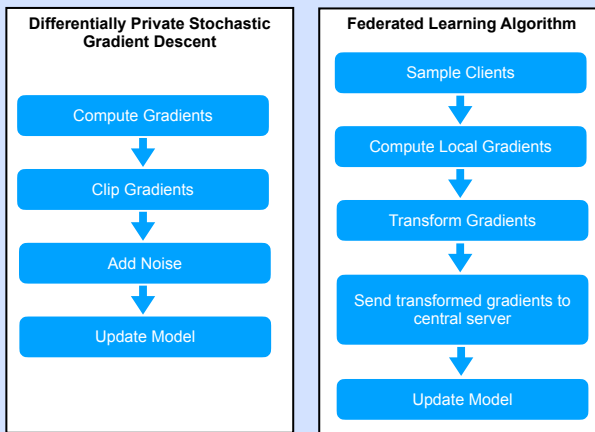 Differentially Private Stochastic
Gradient Descent
Compute Gradients
Clip Gradients
Add Noise
Update Model
Federated Learning Algorithm
Sample Clients
Compute Local Gradients
Transform Gradients
Send transformed gradients to
central server
Update Model